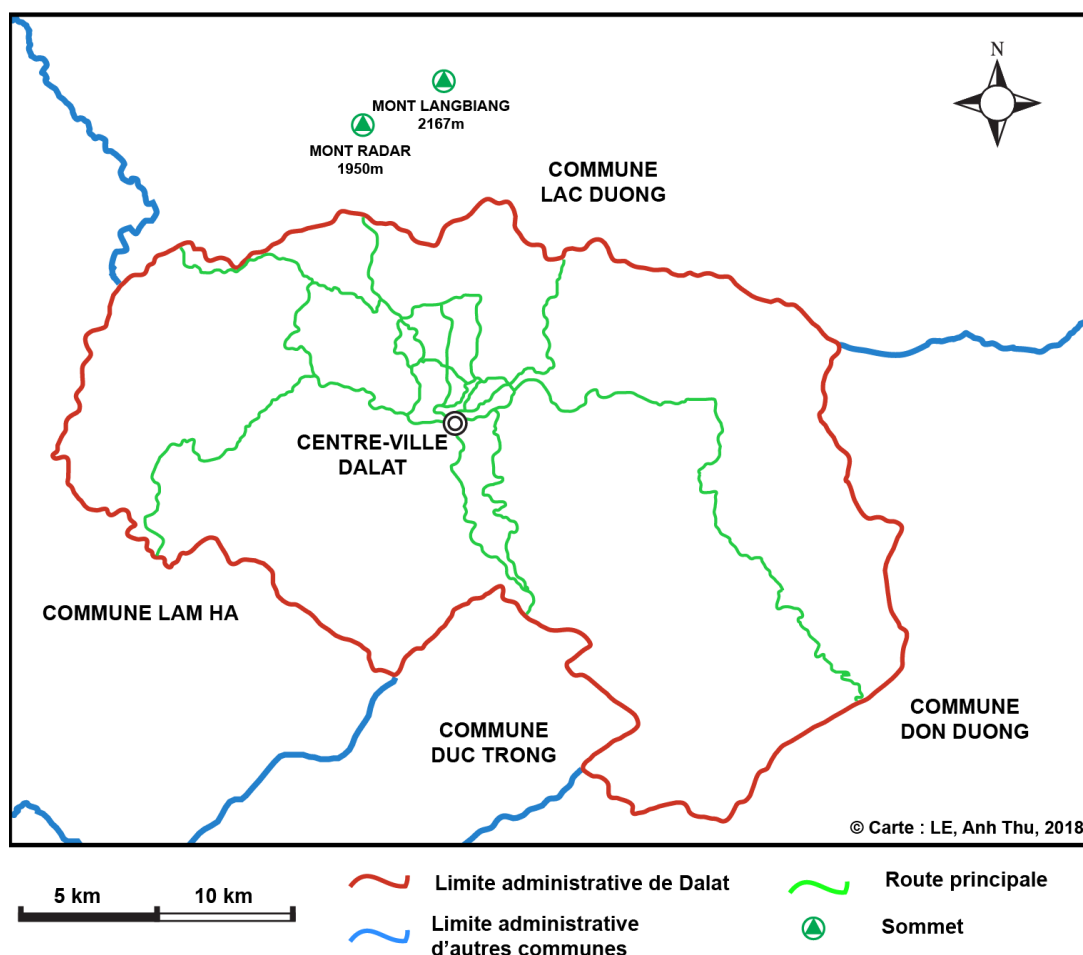 N
MONT LANGBIANG
2167m
MONT RADAR
1950m
COMMUNE
LAC DUONG
CENTRE-VILLE
DALAT
COMMUNE LAM HA
COMMUNE
DUC TRONG
COMMUNE
DON DUONG
© Carte : LE, Anh Thu, 2018
5 km
10 km
Limite administrative de Dalat
Limite administrative
d'autres communes
Route principale
Sommet